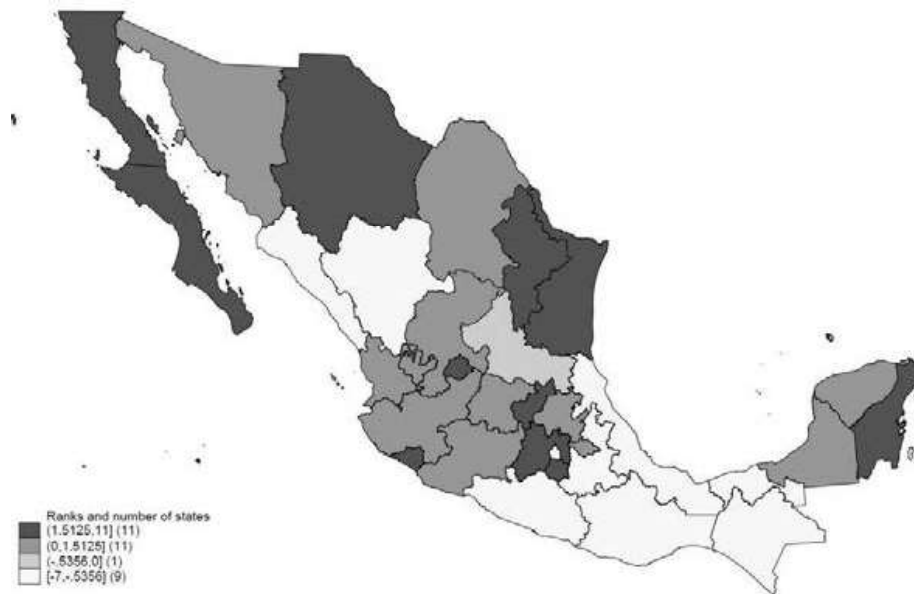 Ranks and number of states
(1.5125,11] (11)
(0,1.5125] (11)
(-.5356,0] (1)
[-7,-.5356] (9)